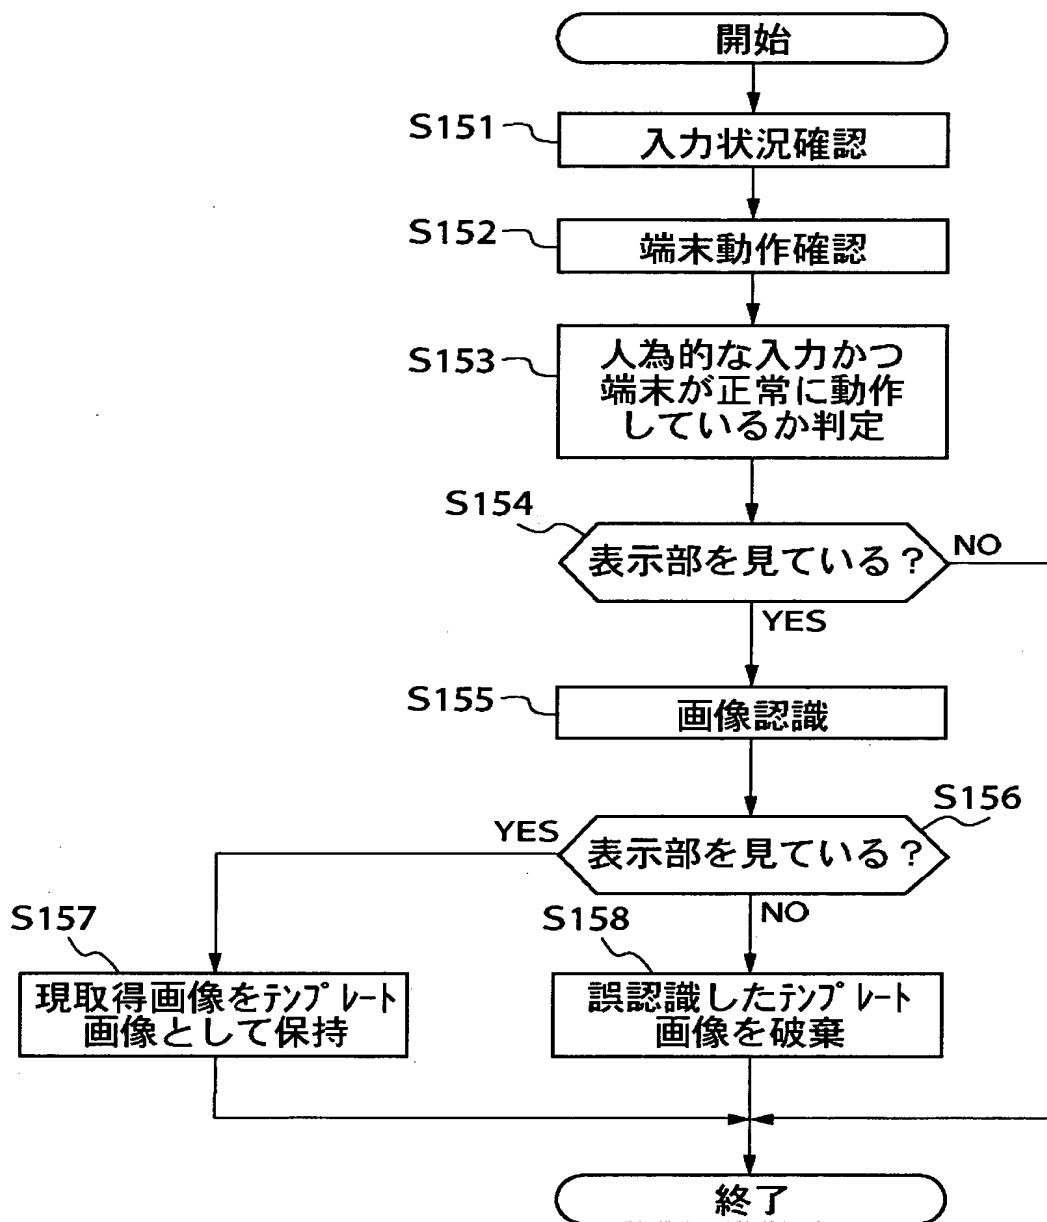 開始
S151
入力状況確認
S152
端末動作確認
S153
人為的な入力かつ
端末が正常に動作
しているか判定
S154
表示部を見ている？
NO
YES
S155
画像認識
S156
YES
表示部を見ている？
NO
S157
現取得画像をテンプレート
画像として保持
S158
誤認識したテンプレート
画像を破棄
終了